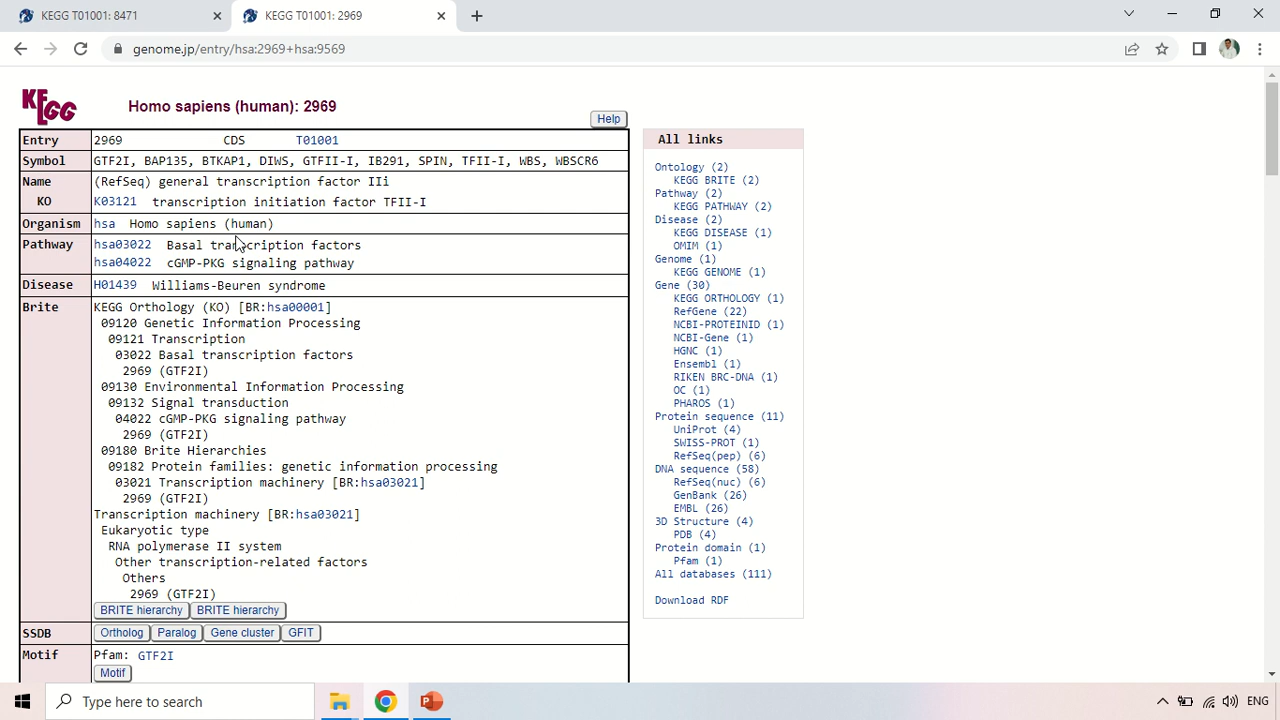 KEGG T01001: 8471
KEGG T01001: 2969
genome.jp/entry/hsa:2969+hsa:9569
KEGG
Homo sapiens (human): 2969
Help
Entry 2969 CDS T01001
Symbol GTF2I, BAP135, BTKAP1, DIWS, GTFII-I, IB291, SPIN, TFII-I, WBS, WBSCR6
Name (RefSeq) general transcription factor IIi
KO K03121 transcription initiation factor TFII-I
Organism hsa Homo sapiens (human)
Pathway hsa03022 Basal transcription factors
hsa04022 cGMP-PKG signaling pathway
Disease H01439 Williams-Beuren syndrome
Brite KEGG Orthology (KO) [BR:hsa00001]
09120 Genetic Information Processing
09121 Transcription
03022 Basal transcription factors
2969 (GTF2I)
09130 Environmental Information Processing
09132 Signal transduction
04022 cGMP-PKG signaling pathway
2969 (GTF2I)
09180 Brite Hierarchies
09182 Protein families: genetic information processing
03021 Transcription machinery [BR:hsa03021]
2969 (GTF2I)
Transcription machinery [BR:hsa03021]
Eukaryotic type
RNA polymerase II system
Other transcription-related factors
Others
2969 (GTF2I)
BRITE hierarchy BRITE hierarchy
SSDB Ortholog Paralog Gene cluster GFIT
Motif Pfam: GTF2I
Motif
All links
Ontology (2)
KEGG BRITE (2)
Pathway (2)
KEGG PATHWAY (2)
Disease (2)
KEGG DISEASE (1)
OMIM (1)
Genome (1)
KEGG GENOME (1)
Gene (30)
KEGG ORTHOLOGY (1)
RefGene (22)
NCBI-PROTEINID (1)
NCBI-Gene (1)
HGNC (1)
Ensembl (1)
RIKEN BRC-DNA (1)
OC (1)
PHAROS (1)
Protein sequence (11)
UniProt (4)
SWISS-PROT (1)
RefSeq(pep) (6)
DNA sequence (58)
RefSeq(nuc) (6)
GenBank (26)
EMBL (26)
3D Structure (4)
PDB (4)
Protein domain (1)
Pfam (1)
All databases (111)
Download RDF
Type here to search
ENG